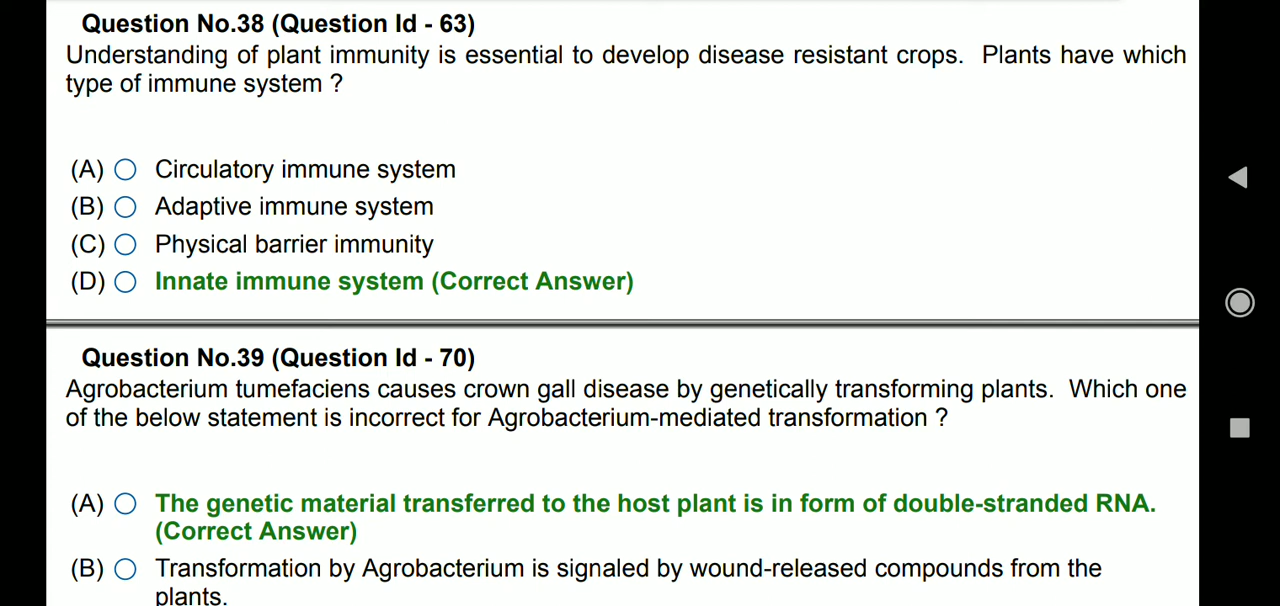 Question No.38 (Question Id - 63)
Understanding of plant immunity is essential to develop disease resistant crops. Plants have which
type of immune system ?
(A) Circulatory immune system
(B) Adaptive immune system
(C) Physical barrier immunity
(D) Innate immune system (Correct Answer)
Question No.39 (Question Id - 70)
Agrobacterium tumefaciens causes crown gall disease by genetically transforming plants. Which one
of the below statement is incorrect for Agrobacterium-mediated transformation ?
(A) The genetic material transferred to the host plant is in form of double-stranded RNA.
(Correct Answer)
(B) Transformation by Agrobacterium is signaled by wound-released compounds from the
plants.